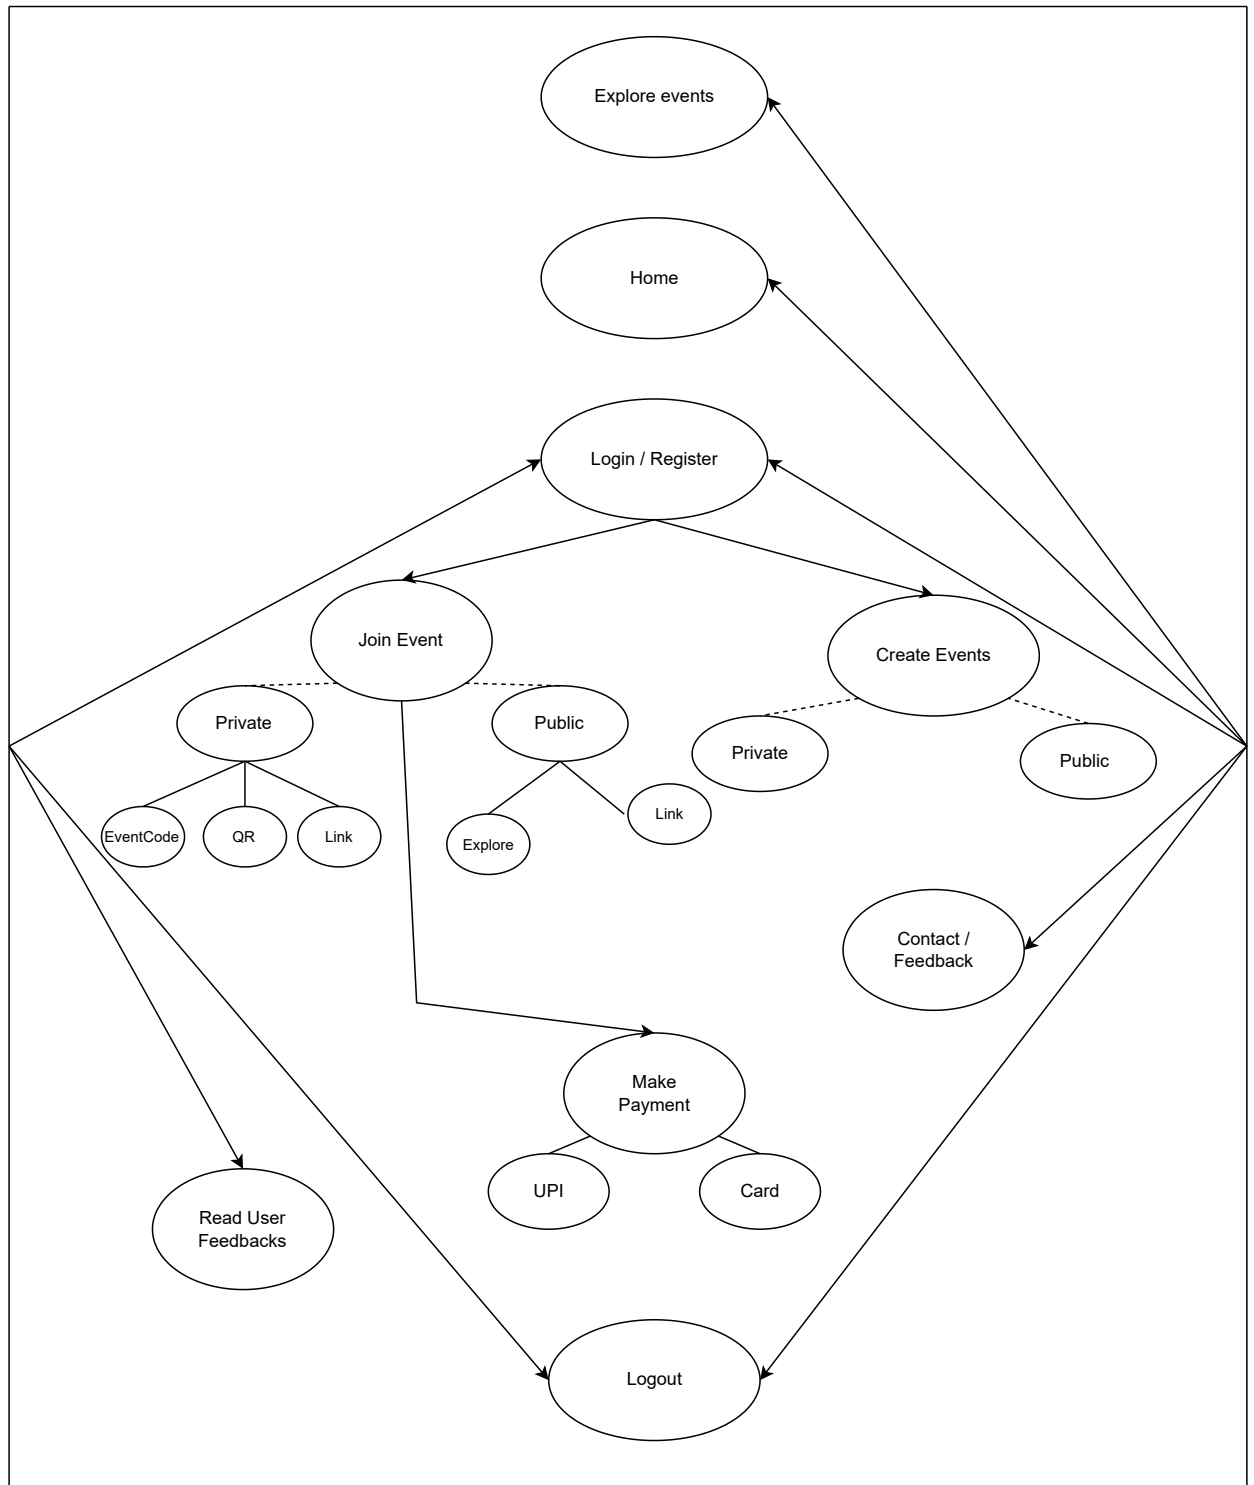 Explore events
Home
Login / Register
Join Event
Create Events
Private
Public
Private
Public
EventCode
QR
Link
Explore
Link
Contact /
Feedback
Make
Payment
UPI
Card
Read User
Feedbacks
Logout